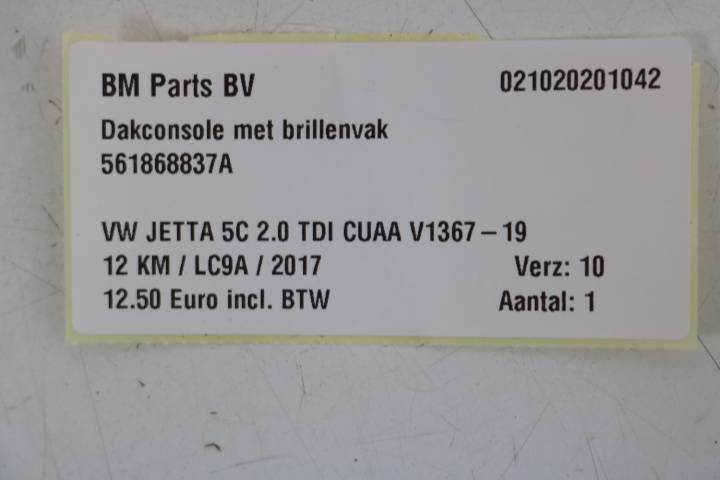 BM Parts BV 021020201042
Dakconsole met brillenvak
561868837A
VW JETTA 5C 2.0 TDI CUAA V1367 – 19
12 KM / LC9A / 2017 Verz: 10
12.50 Euro incl. BTW Aantal: 1